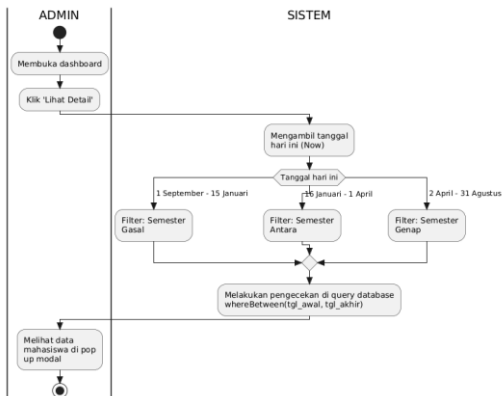 ADMIN
SISTEM
Membuka dashboard
Klik 'Lihat Detail'
Mengambil tanggal
hari ini (Now)
Tanggal hari ini
1 September - 15 Januari
16 Januari - 1 April
2 April - 31 Agustus
Filter: Semester
Gasal
Filter: Semester
Antara
Filter: Semester
Genap
Melakukan pengecekan di query database
whereBetween(tgl_awal, tgl_akhir)
Melihat data
mahasiswa di pop
up modal